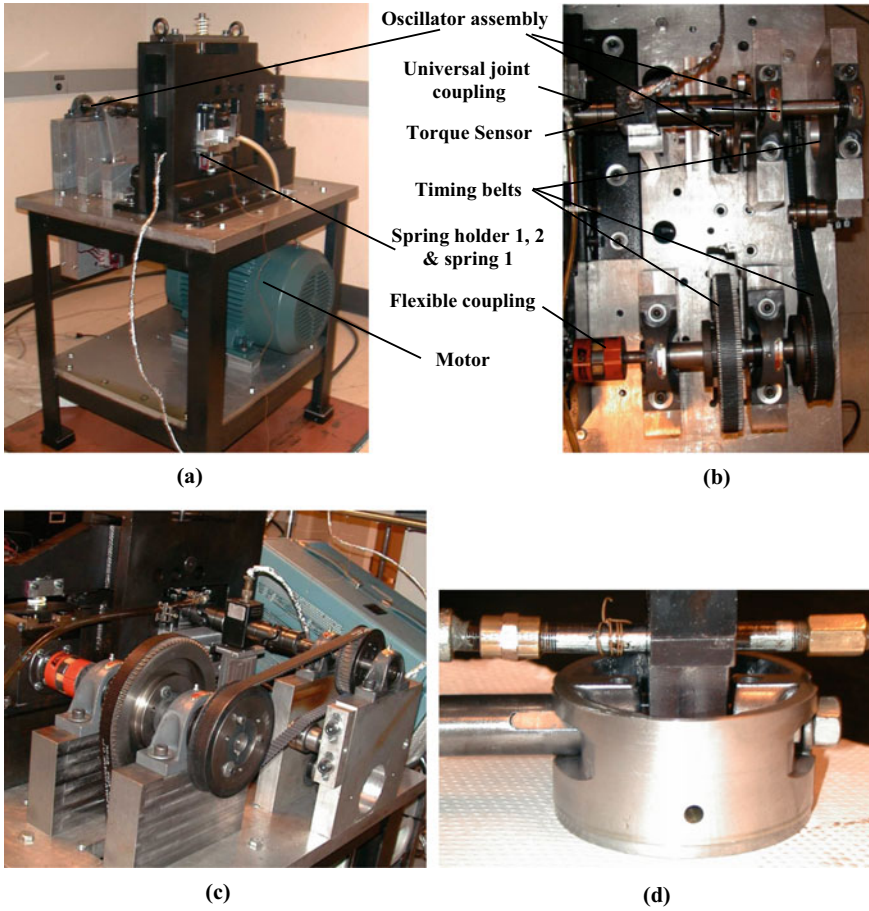 Oscillator assembly
Universal joint
coupling
Torque Sensor
Timing belts
Spring holder 1, 2
& spring 1
Flexible coupling
Motor
(a)
(b)
(c)
(d)